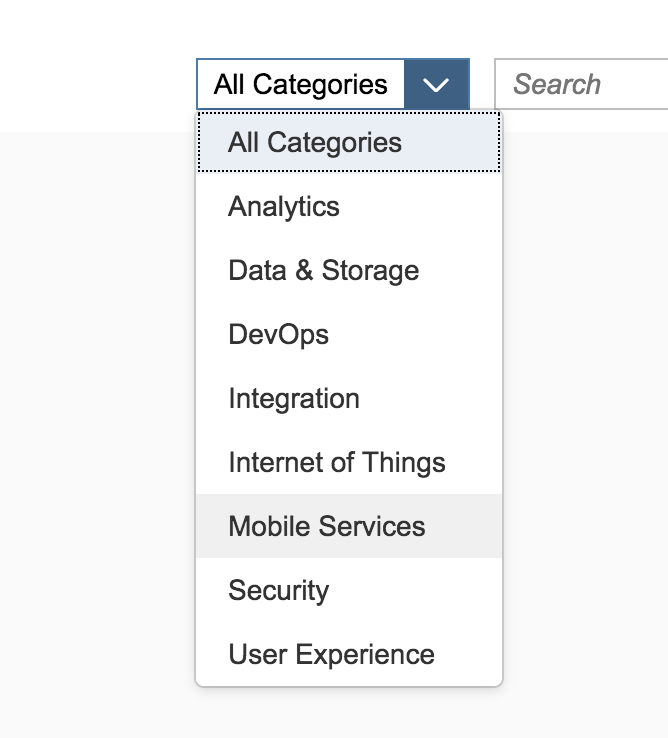 All Categories
Search
All Categories
Analytics
Data & Storage
DevOps
Integration
Internet of Things
Mobile Services
Security
User Experience